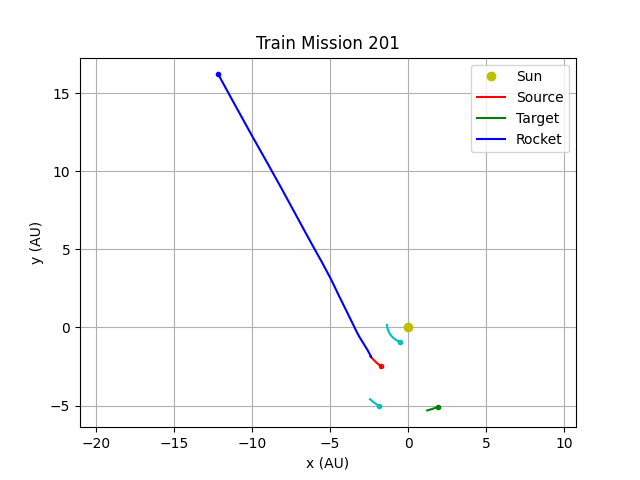 Train Mission 201
Sun
Source
Target
Rocket
15
10
5
0
−5
−20
−15
−10
−5
0
5
10
y (AU)
x (AU)